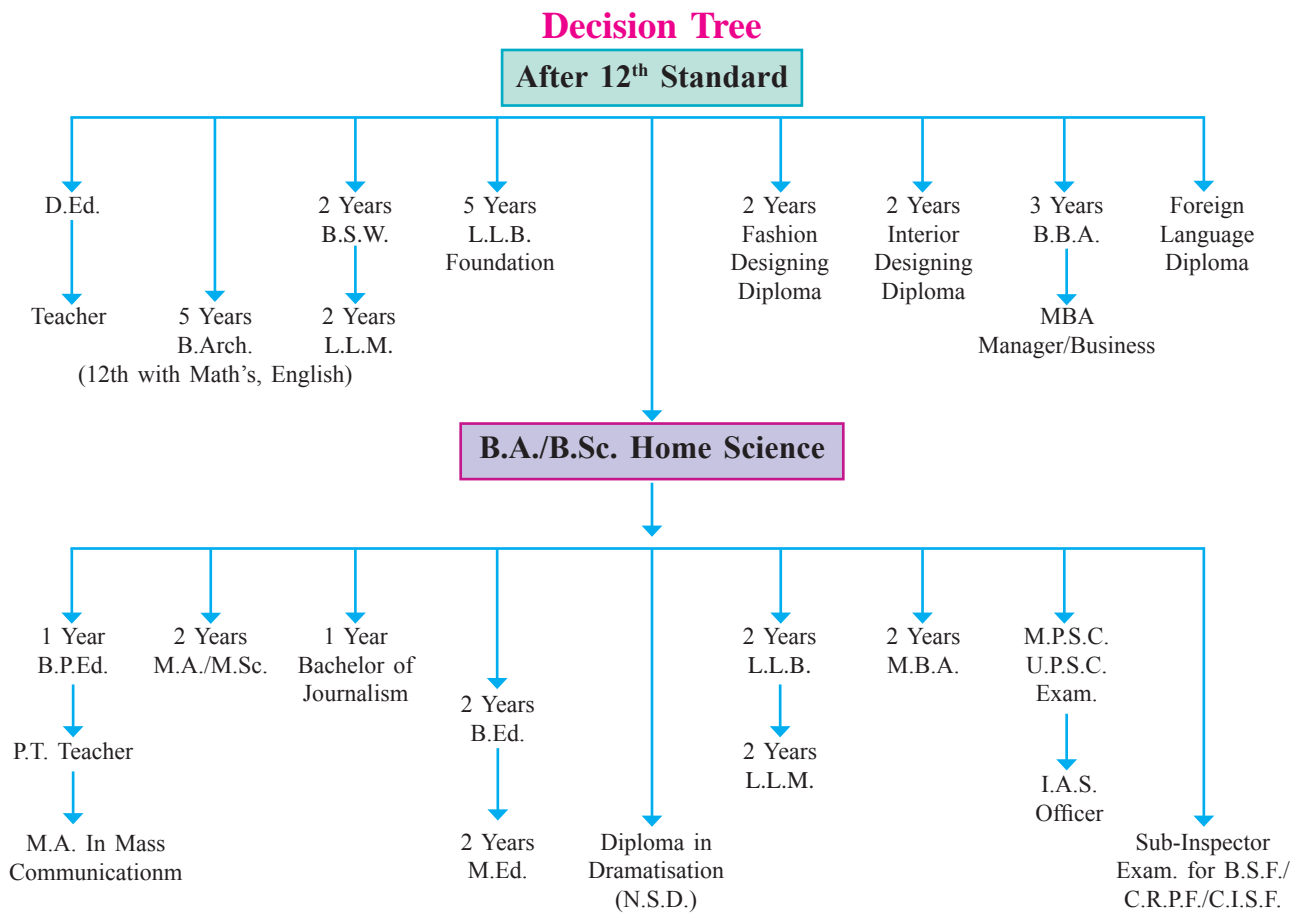 Decision Tree
After 12th Standard
D.Ed.
Teacher
5 Years
B.Arch.
(12th with Math's, English)
2 Years
B.S.W.
2 Years
L.L.M.
5 Years
L.L.B.
Foundation
2 Years
Fashion
Designing
Diploma
2 Years
Interior
Designing
Diploma
3 Years
B.B.A.
MBA
Manager/Business
Foreign
Language
Diploma
B.A./B.Sc. Home Science
1 Year
B.P.Ed.
P.T. Teacher
M.A. In Mass
Communicationm
2 Years
M.A./M.Sc.
1 Year
Bachelor of
Journalism
2 Years
B.Ed.
2 Years
M.Ed.
Diploma in
Dramatisation
(N.S.D.)
2 Years
L.L.B.
2 Years
L.L.M.
2 Years
M.B.A.
M.P.S.C.
U.P.S.C.
Exam.
I.A.S.
Officer
Sub-Inspector
Exam. for B.S.F./
C.R.P.F./C.I.S.F.